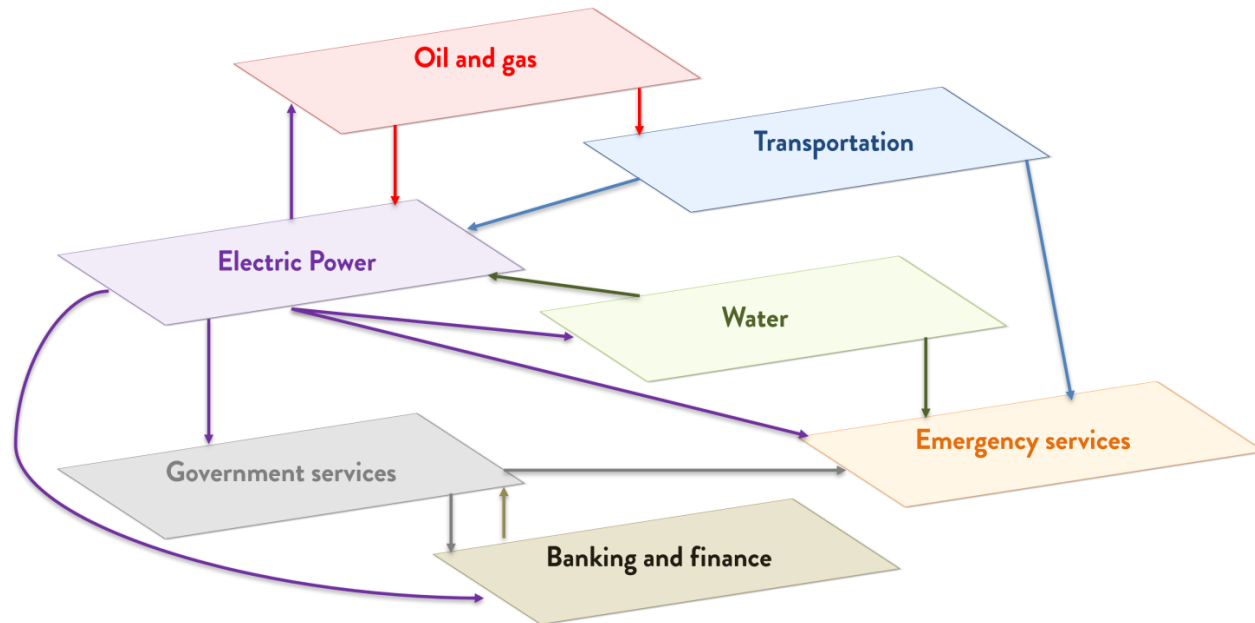 Oil and gas
Transportation
Electric Power
Water
Emergency services
Government services
Banking and finance